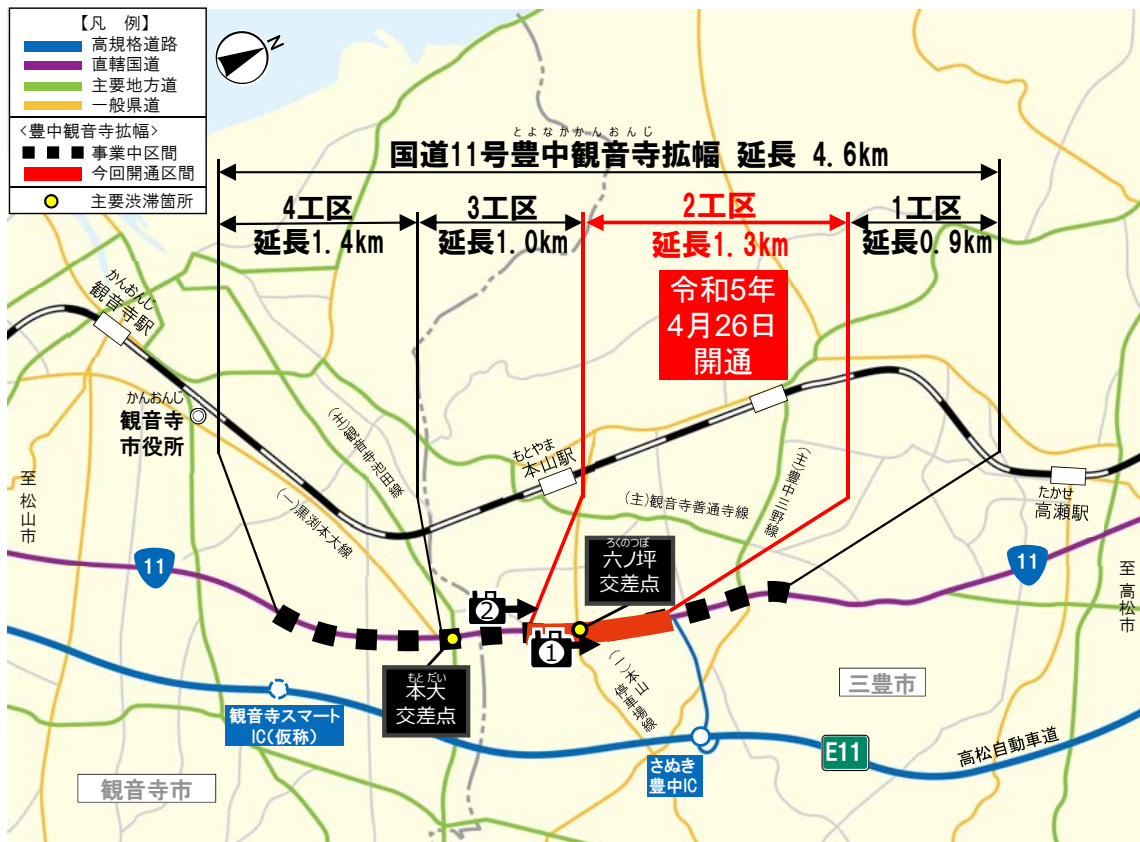 【凡 例】
高規格道路
直轄国道
主要地方道
一般県道
<豊中観音寺拡幅>
事業中区間
今回開通区間
主要渋滞箇所
N
とよなかかんおんじ
国道11号豊中観音寺拡幅 延長 4.6km
4工区
延長1.4km
3工区
延長1.0km
2工区
延長1.3km
1工区
延長0.9km
令和5年
4月26日
開通
かんおんじ
観音寺駅
かんおんじ
観音寺
市役所
(主)観音寺池田線
(一)黒渕本大線
もとやま
本山駅
(主)観音寺善通寺線
(主)豊中三野線
たかせ
高瀬駅
至 松山市
至 高松市
11
11
ろくのつぼ
六ノ坪
交差点
②
①
もとだい
本大
交差点
(一)本山停車場線
観音寺スマート
IC(仮称)
さぬき
豊中IC
E11
高松自動車道
三豊市
観音寺市